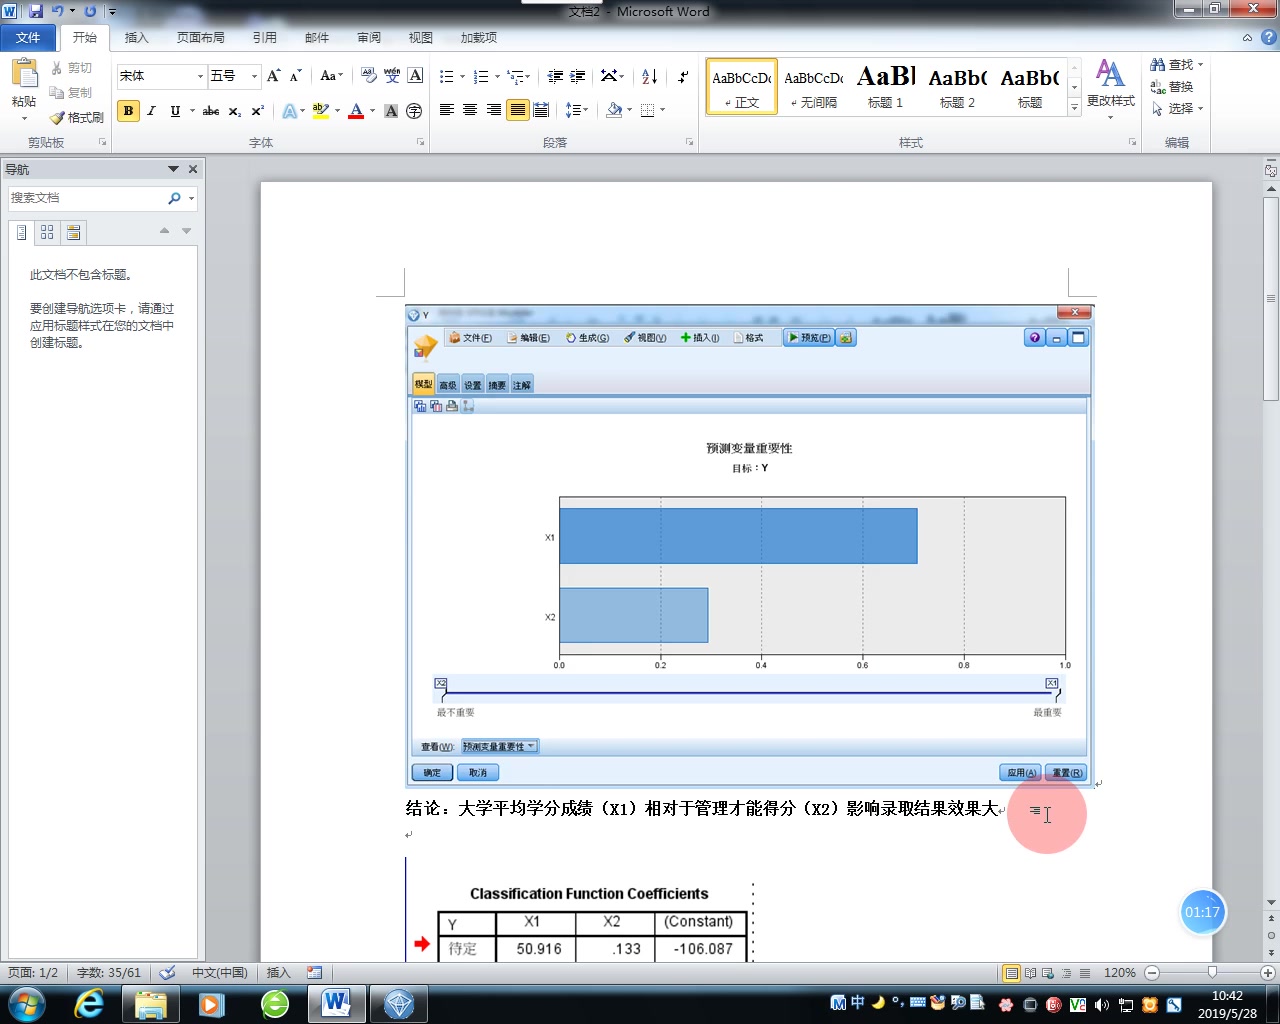 文档2 - Microsoft Word
文件 开始 插入 页面布局 引用 邮件 审阅 视图 加载项
粘贴 剪切 复制 格式刷
剪贴板
宋体 五号
字体
段落
AaBbCcDc 正文
AaBbCcDc 无间隔
AaBl 标题 1
AaBb( 标题 2
AaBb( 标题
更改样式
样式
查找
替换
选择
编辑
导航
搜索文档
此文档不包含标题。
要创建导航选项卡，请通过
应用标题样式在您的文档中
创建标题。
Y
文件(F) 编辑(E) 生成(G) 视图(V) 插入(I) 格式 预览(P)
模型 高级 设置 摘要 注解
预测变量重要性
目标：Y
X1
X2
0.0 0.2 0.4 0.6 0.8 1.0
X2 X1
最不重要 最重要
查看(W): 预测变量重要性
确定 取消 应用(A) 重置(R)
结论：大学平均学分成绩（X1）相对于管理才能得分（X2）影响录取结果效果大
Classification Function Coefficients
Y X1 X2 (Constant)
待定 50.916 .133 -106.087
01:17
页面: 1/2 字数: 35/61 中文(中国) 插入 120%
中
10:42
2019/5/28